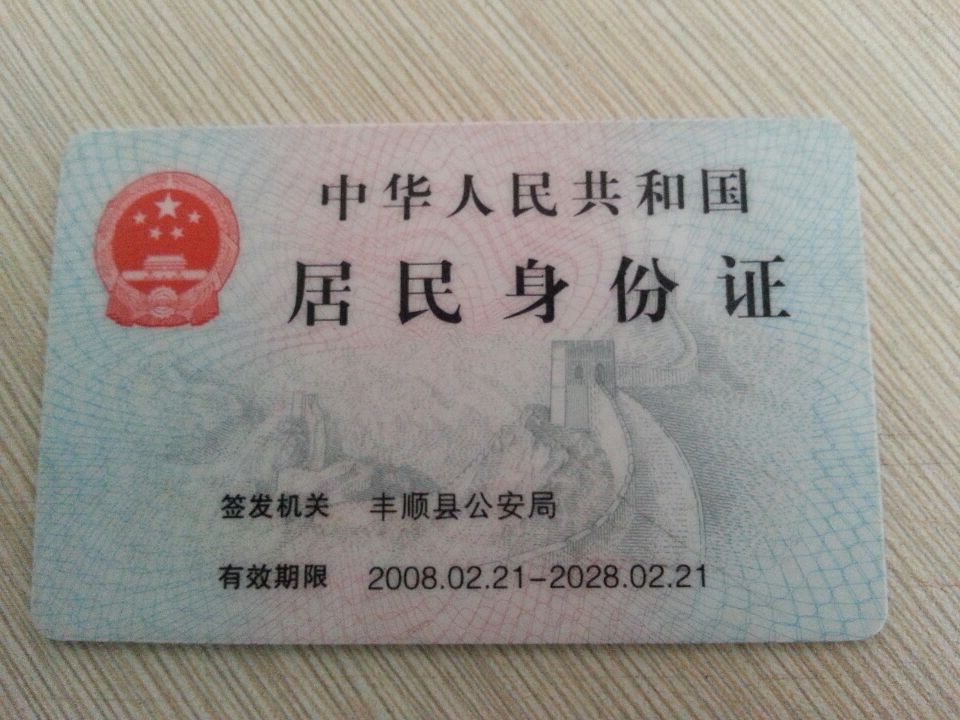 中华人民共和国
居民身份证
签发机关 丰顺县公安局
有效期限 2008.02.21-2028.02.21